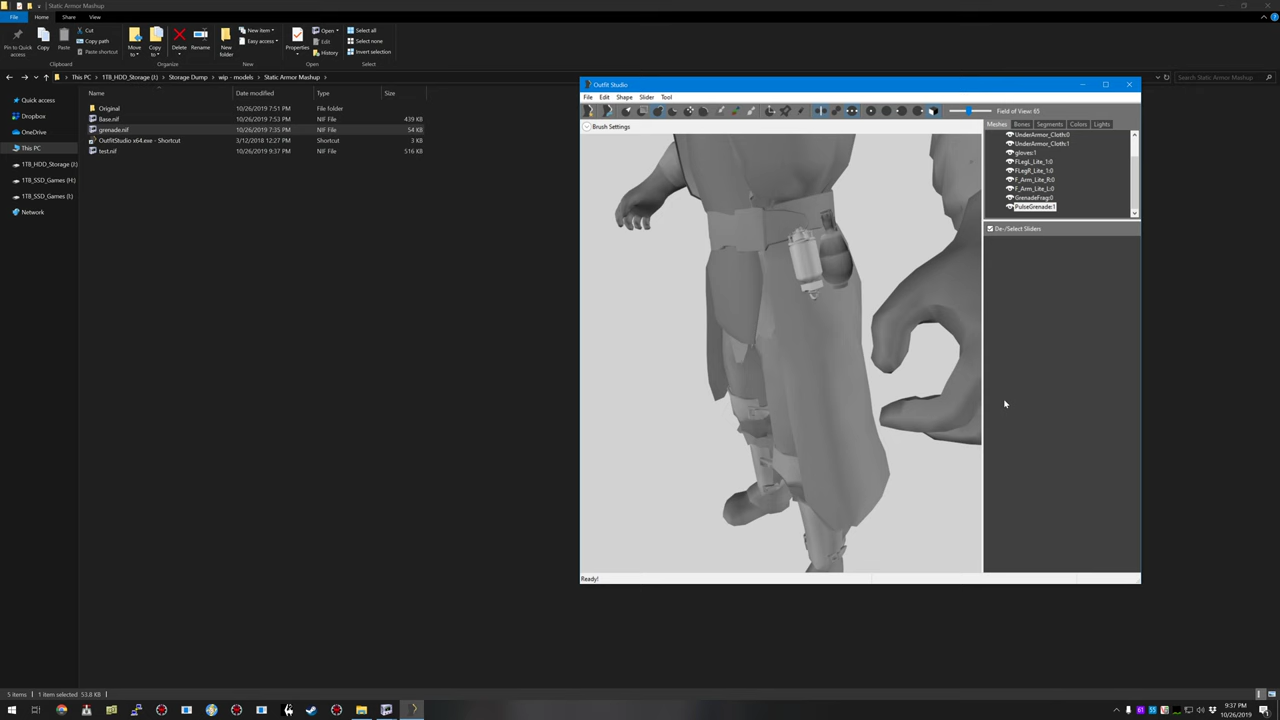 Static Armor Mashup
File
Home
Share
View
Pin to Quick access
Copy
Paste
Cut
Copy path
Paste shortcut
Clipboard
Move to
Copy to
Delete
Rename
Organize
New folder
New item
Easy access
New
Properties
Open
Edit
History
Open
Select all
Select none
Invert selection
Select
This PC
1TB_HDD_Storage (J:)
Storage Dump
wip - models
Static Armor Mashup
Search Static Armor Mashup
Name
Date modified
Type
Size
Original
10/26/2019 7:51 PM
File folder
Base.nif
10/26/2019 7:53 PM
NIF File
439 KB
grenade.nif
10/26/2019 7:35 PM
NIF File
54 KB
OutfitStudio x64.exe - Shortcut
3/12/2018 12:27 PM
Shortcut
3 KB
test.nif
10/26/2019 9:37 PM
NIF File
516 KB
Quick access
Dropbox
OneDrive
This PC
1TB_HDD_Storage (J:)
1TB_SSD_Games (H:)
1TB_SSD_Games (I:)
Network
Outfit Studio
File Edit Shape Slider Tool
Field of View: 65
Brush Settings
Meshes Bones Segments Colors Lights
UnderArmor_Cloth:0
UnderArmor_Cloth:1
gloves:1
FLegL_Lite_1:0
FLegR_Lite_1:0
F_Arm_Lite_R:0
F_Arm_Lite_L:0
GrenadeFrag:0
PulseGrenade:1
De-/Select Sliders
Ready!
5 items
1 item selected 53.8 KB
9:37 PM
10/26/2019